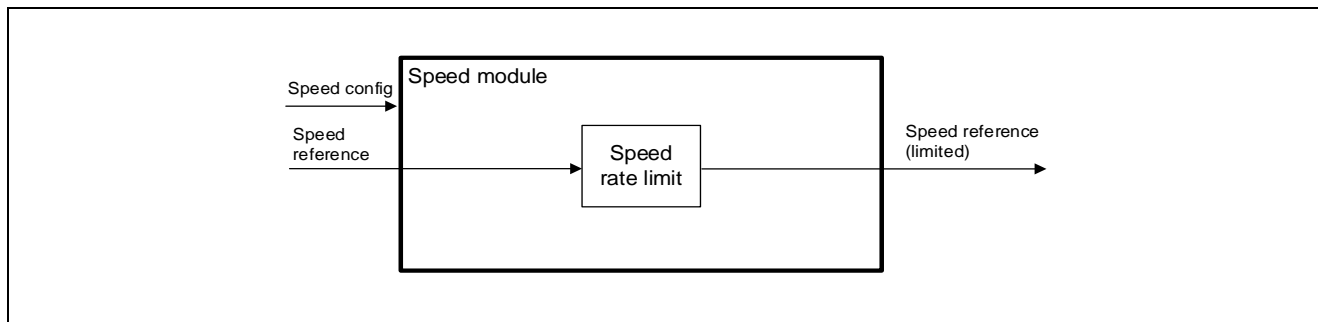 Speed module
Speed config
Speed
reference
Speed
rate limit
Speed reference
(limited)